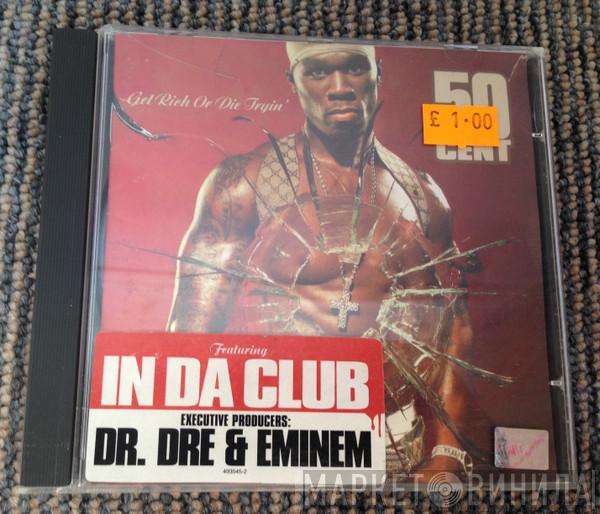 Get Rich Or Die Tryin'
50
CENT
£ 1·00
Featuring
IN DA CLUB
EXECUTIVE PRODUCERS:
DR. DRE & EMINEM
493545-2
МАРКЕТ ВИНИЛА